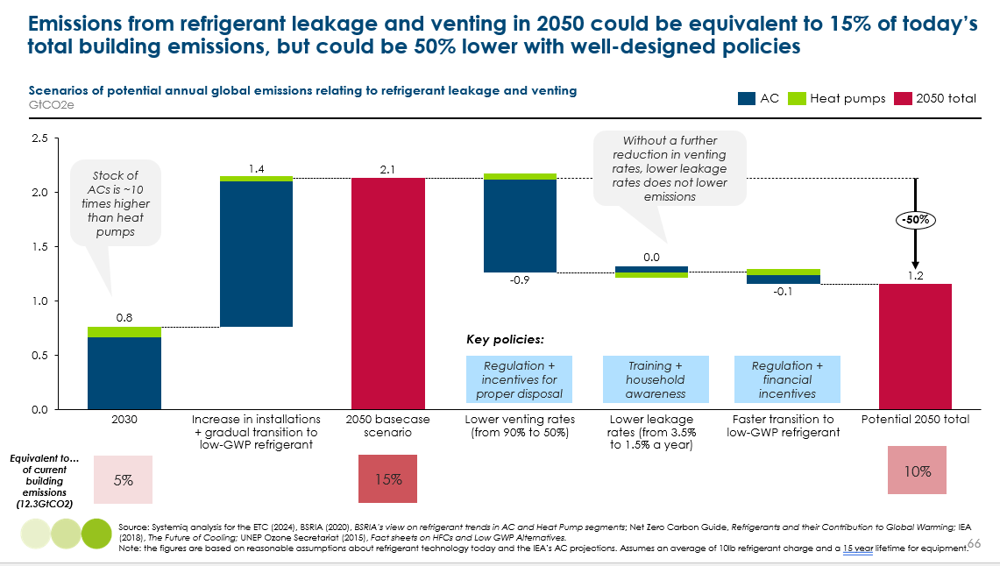 Emissions from refrigerant leakage and venting in 2050 could be equivalent to 15% of today's
total building emissions, but could be 50% lower with well-designed policies
Scenarios of potential annual global emissions relating to refrigerant leakage and venting
GtCO2e
AC
Heat pumps
2050 total
2.5
2.0
1.5
1.0
0.5
0.0
Stock of
ACs is ~10
times higher
than heat
pumps
0.8
1.4
2.1
-0.9
Without a further
reduction in venting
rates, lower leakage
rates does not lower
emissions
0.0
-0.1
-50%
1.2
Key policies:
Regulation +
incentives for
proper disposal
Training +
household
awareness
Regulation +
financial
incentives
2030
Increase in installations
+ gradual transition to
low-GWP refrigerant
2050 basecase
scenario
Lower venting rates
(from 90% to 50%)
Lower leakage
rates (from 3.5%
to 1.5% a year)
Faster transition to
low-GWP refrigerant
Potential 2050 total
Equivalent to...
of current
building
emissions
(12.3GtCO2)
5%
15%
10%
Source: Systemiq analysis for the ETC (2024), BSRIA (2020), BSRIA's view on refrigerant trends in AC and Heat Pump segments; Net Zero Carbon Guide, Refrigerants and their Contribution to Global Warming; IEA
(2018), The Future of Cooling; UNEP Ozone Secretariat (2015), Fact sheets on HFCs and Low GWP Alternatives.
Note: the figures are based on reasonable assumptions about refrigerant technology today and the IEA's AC projections. Assumes an average of 10lb refrigerant charge and a 15 year lifetime for equipment.
66